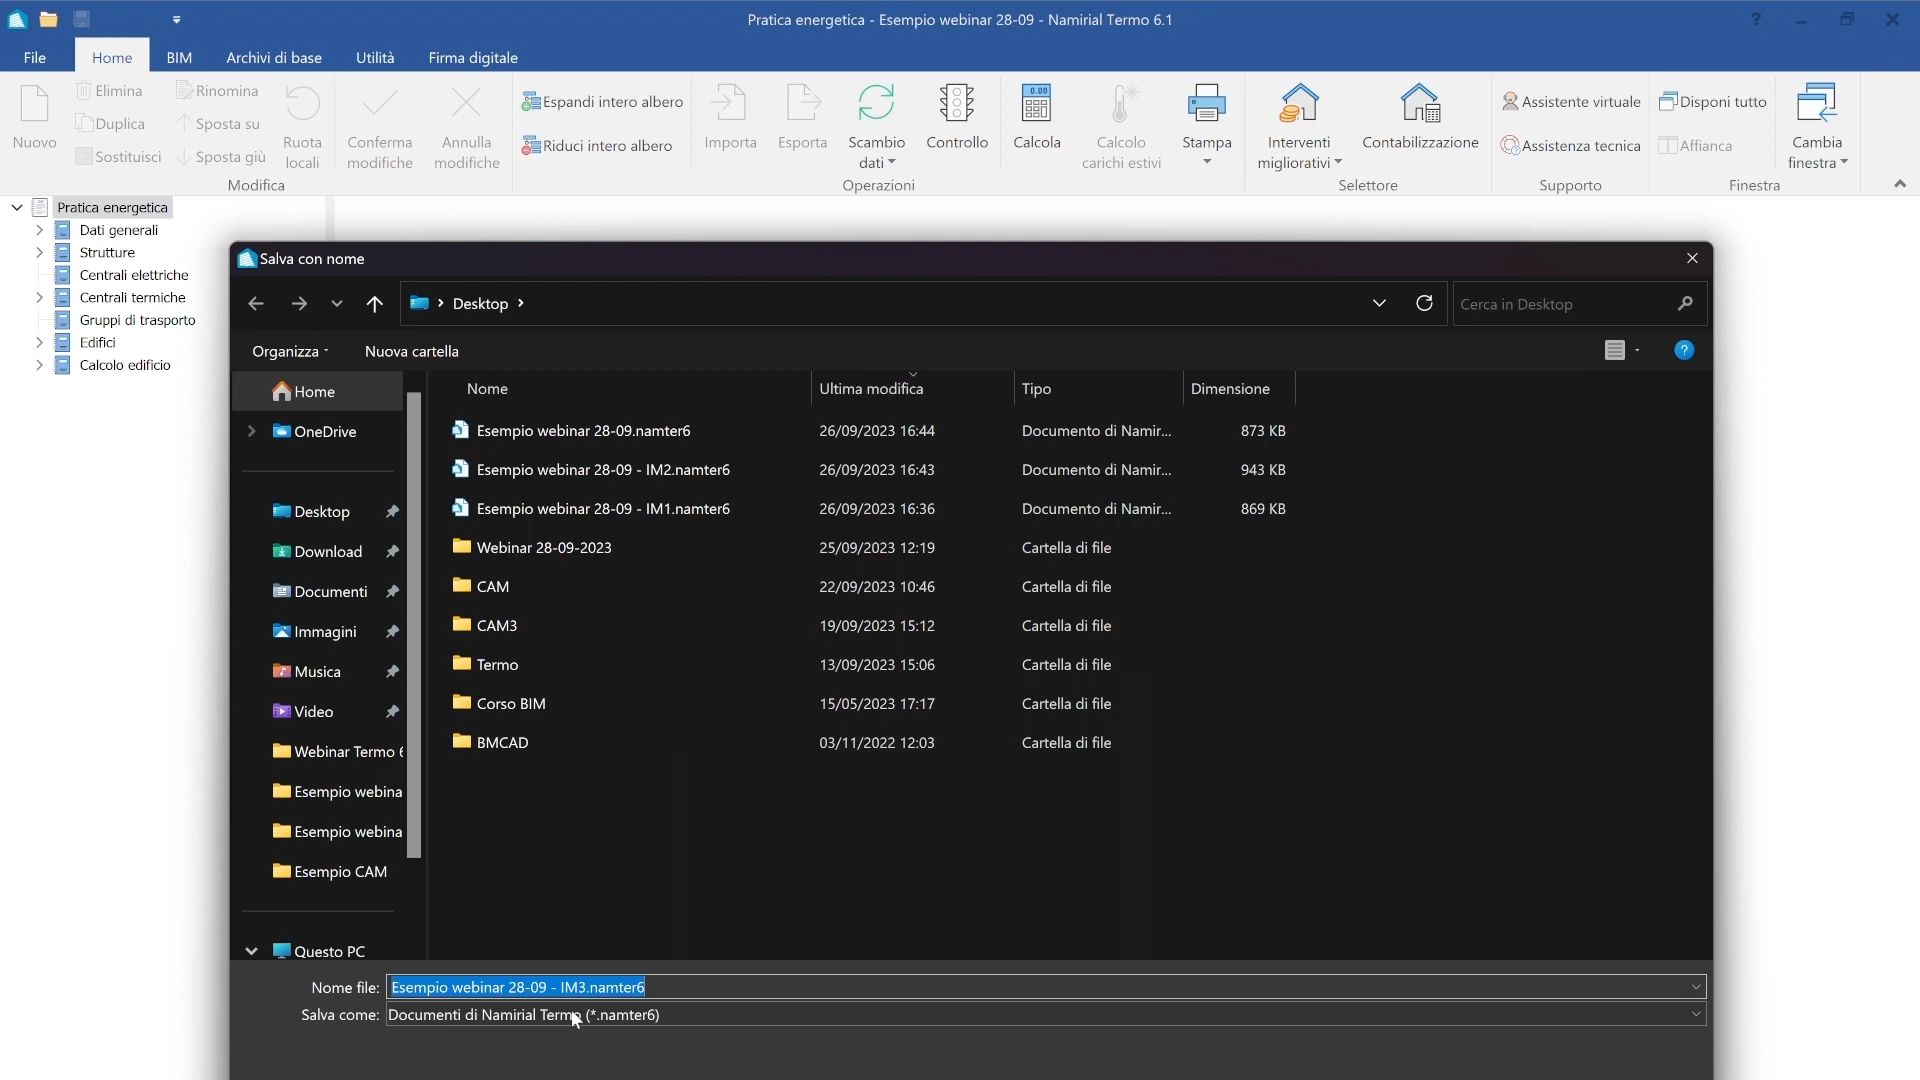 Pratica energetica - Esempio webinar 28-09 - Namirial Termo 6.1
File Home BIM Archivi di base Utilità Firma digitale
Nuovo
Elimina
Duplica
Sostituisci
Rinomina
Sposta su
Sposta giù
Ruota locali
Modifica
Conferma modifiche
Annulla modifiche
Espandi intero albero
Riduci intero albero
Importa
Esporta
Scambio dati
Controllo
Calcola
Calcolo carichi estivi
Stampa
Operazioni
Interventi migliorativi
Contabilizzazione
Selettore
Assistente virtuale
Assistenza tecnica
Supporto
Disponi tutto
Affianca
Cambia finestra
Finestra
Pratica energetica
Dati generali
Strutture
Centrali elettriche
Centrali termiche
Gruppi di trasporto
Edifici
Calcolo edificio
Salva con nome
Desktop
Cerca in Desktop
Organizza
Nuova cartella
Home
OneDrive
Desktop
Download
Documenti
Immagini
Musica
Video
Webinar Termo 6
Esempio webina
Esempio webina
Esempio CAM
Questo PC
Nome Ultima modifica Tipo Dimensione
Esempio webinar 28-09.namter6 26/09/2023 16:44 Documento di Namir... 873 KB
Esempio webinar 28-09 - IM2.namter6 26/09/2023 16:43 Documento di Namir... 943 KB
Esempio webinar 28-09 - IM1.namter6 26/09/2023 16:36 Documento di Namir... 869 KB
Webinar 28-09-2023 25/09/2023 12:19 Cartella di file
CAM 22/09/2023 10:46 Cartella di file
CAM3 19/09/2023 15:12 Cartella di file
Termo 13/09/2023 15:06 Cartella di file
Corso BIM 15/05/2023 17:17 Cartella di file
BMCAD 03/11/2022 12:03 Cartella di file
Nome file: Esempio webinar 28-09 - IM3.namter6
Salva come: Documenti di Namirial Termo (*.namter6)